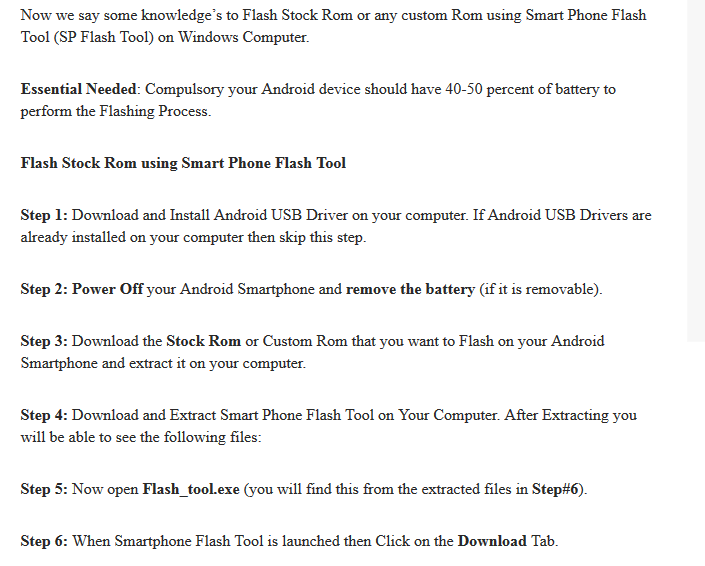 Now we say some knowledge’s to Flash Stock Rom or any custom Rom using Smart Phone Flash
Tool (SP Flash Tool) on Windows Computer.
Essential Needed: Compulsory your Android device should have 40-50 percent of battery to
perform the Flashing Process.
Flash Stock Rom using Smart Phone Flash Tool
Step 1: Download and Install Android USB Driver on your computer. If Android USB Drivers are
already installed on your computer then skip this step.
Step 2: Power Off your Android Smartphone and remove the battery (if it is removable).
Step 3: Download the Stock Rom or Custom Rom that you want to Flash on your Android
Smartphone and extract it on your computer.
Step 4: Download and Extract Smart Phone Flash Tool on Your Computer. After Extracting you
will be able to see the following files:
Step 5: Now open Flash_tool.exe (you will find this from the extracted files in Step#6).
Step 6: When Smartphone Flash Tool is launched then Click on the Download Tab.